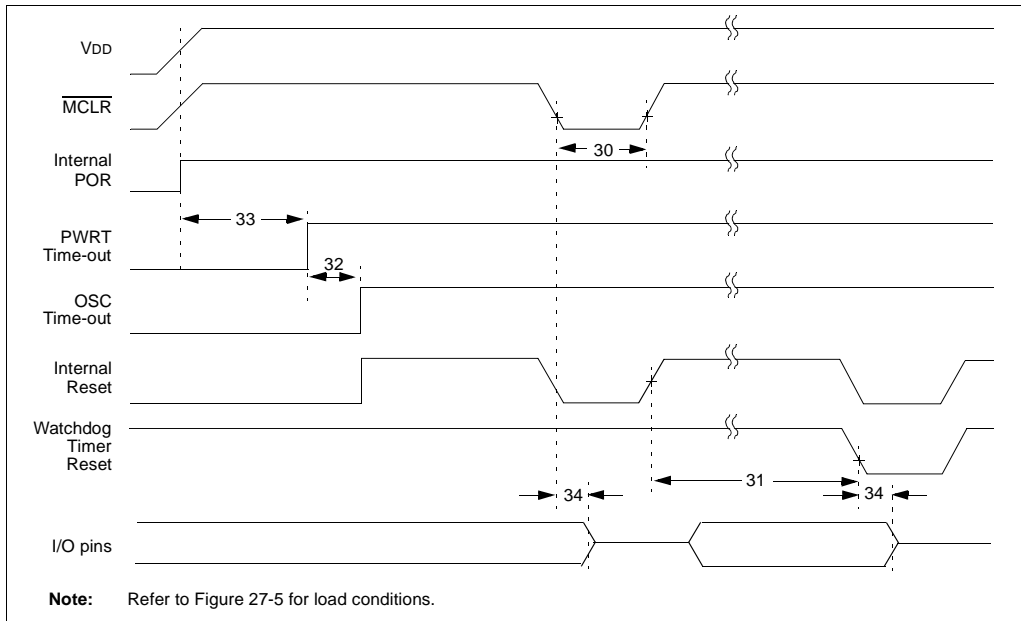 VDD
MCLR
30
Internal
POR
33
PWRT
Time-out
32
OSC
Time-out
Internal
Reset
Watchdog
Timer
Reset
31
34
34
I/O pins
Note: Refer to Figure 27-5 for load conditions.